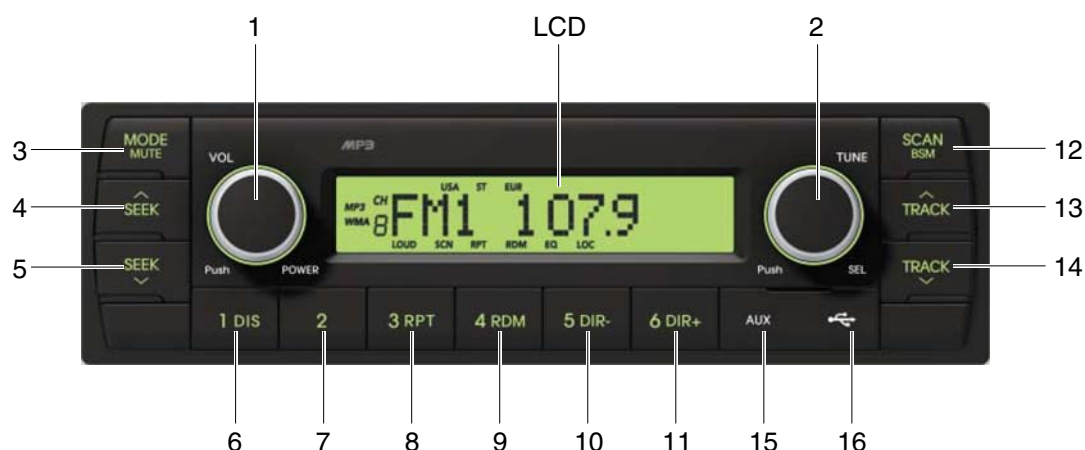 1 LCD 2
MP3
3 MODE
MUTE
VOL
TUNE
SCAN 12
BSM
4 SEEK
USA ST EUR
MP3 CH
WMA 8 FM1 107.9
LOUD SCN RPT RDM EQ LOC
TRACK 13
5 SEEK
Push POWER
Push SEL
TRACK 14
1 DIS 2 3 RPT 4 RDM 5 DIR- 6 DIR+ AUX
6 7 8 9 10 11 15 16